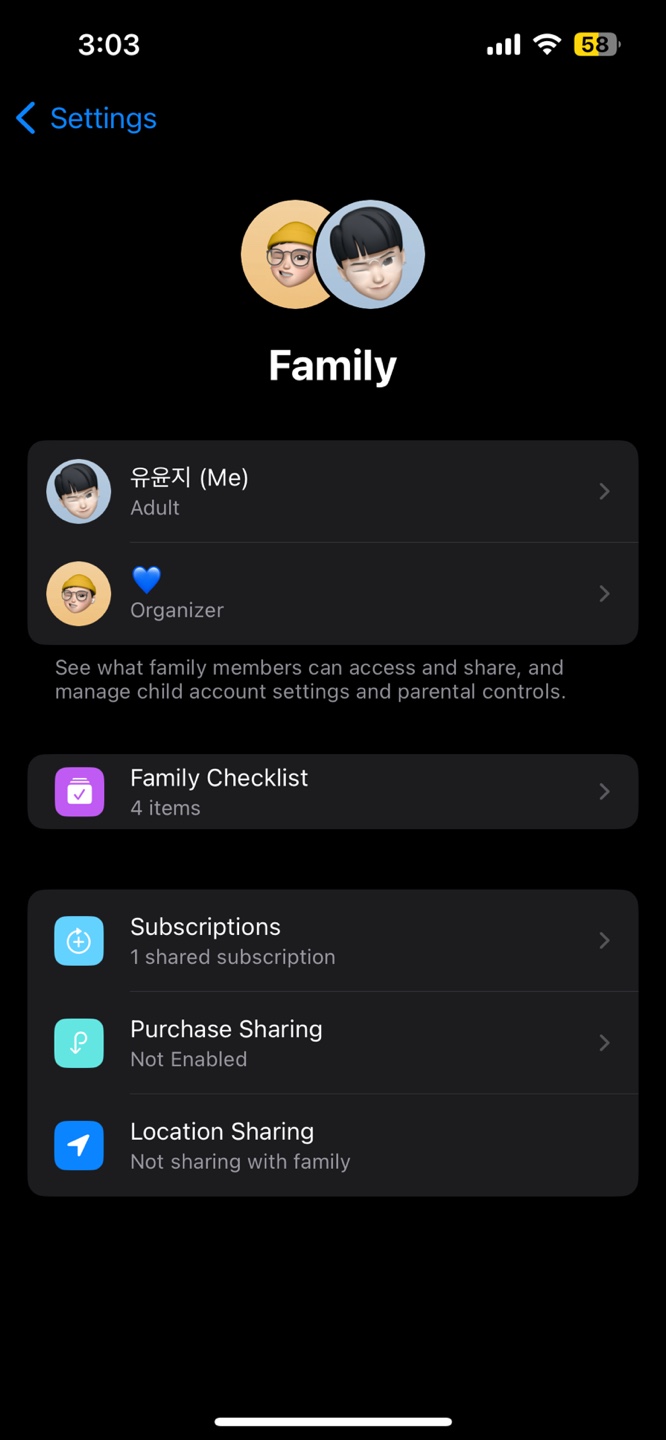 3:03
58
Settings
Family
유윤지 (Me)
Adult
💙
Organizer
See what family members can access and share, and
manage child account settings and parental controls.
Family Checklist
4 items
Subscriptions
1 shared subscription
Purchase Sharing
Not Enabled
Location Sharing
Not sharing with family